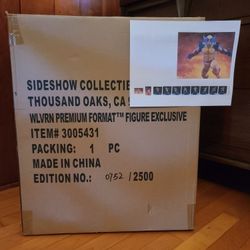 SIDESHOW COLLECTIE
THOUSAND OAKS, CA
WLVRN PREMIUM FORMAT™ FIGURE EXCLUSIVE
ITEM# 3005431
PACKING: 1 PC
MADE IN CHINA
EDITION NO.: 0152 / 2500